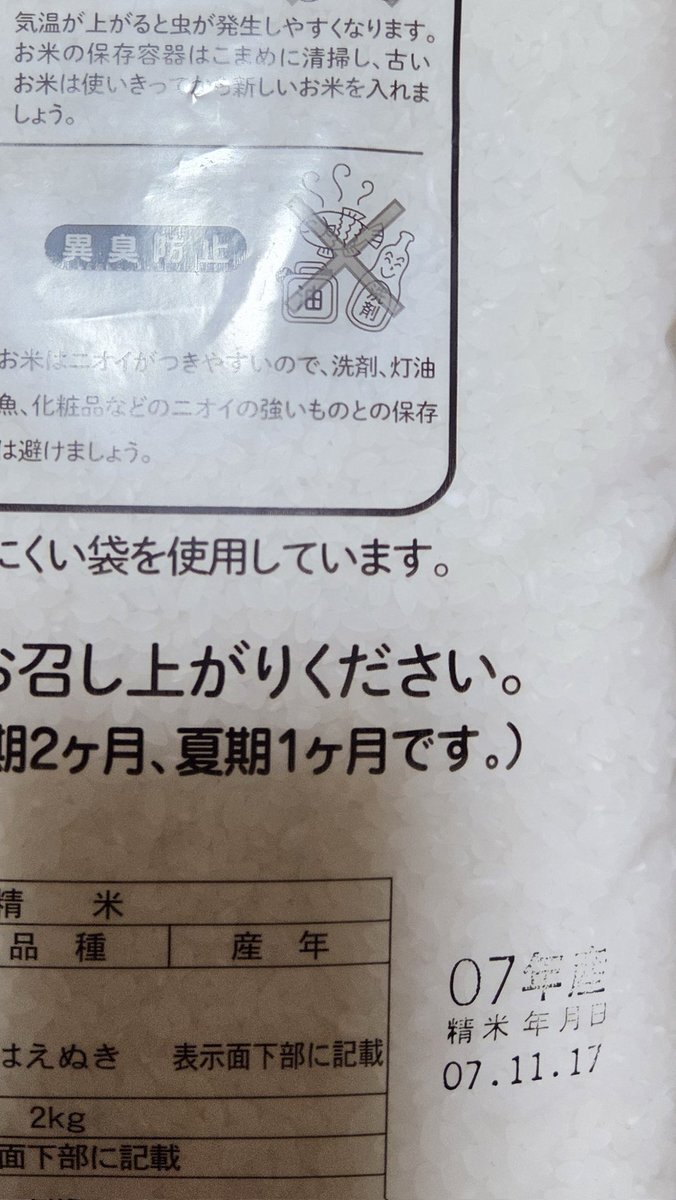 気温が上がると虫が発生しやすくなります。
お米の保存容器はこまめに清掃し、古い
お米は使いきってから新しいお米を入れま
しょう。
異臭防止
油
洗剤
お米はニオイがつきやすいので、洗剤、灯油
魚、化粧品などのニオイの強いものとの保存
は避けましょう。
にくい袋を使用しています。
お召し上がりください。
期2ヶ月、夏期1ヶ月です。)
精 米
品 種 産 年
はえぬき 表示面下部に記載
2kg
面下部に記載
07年産
精米年月日
07.11.17